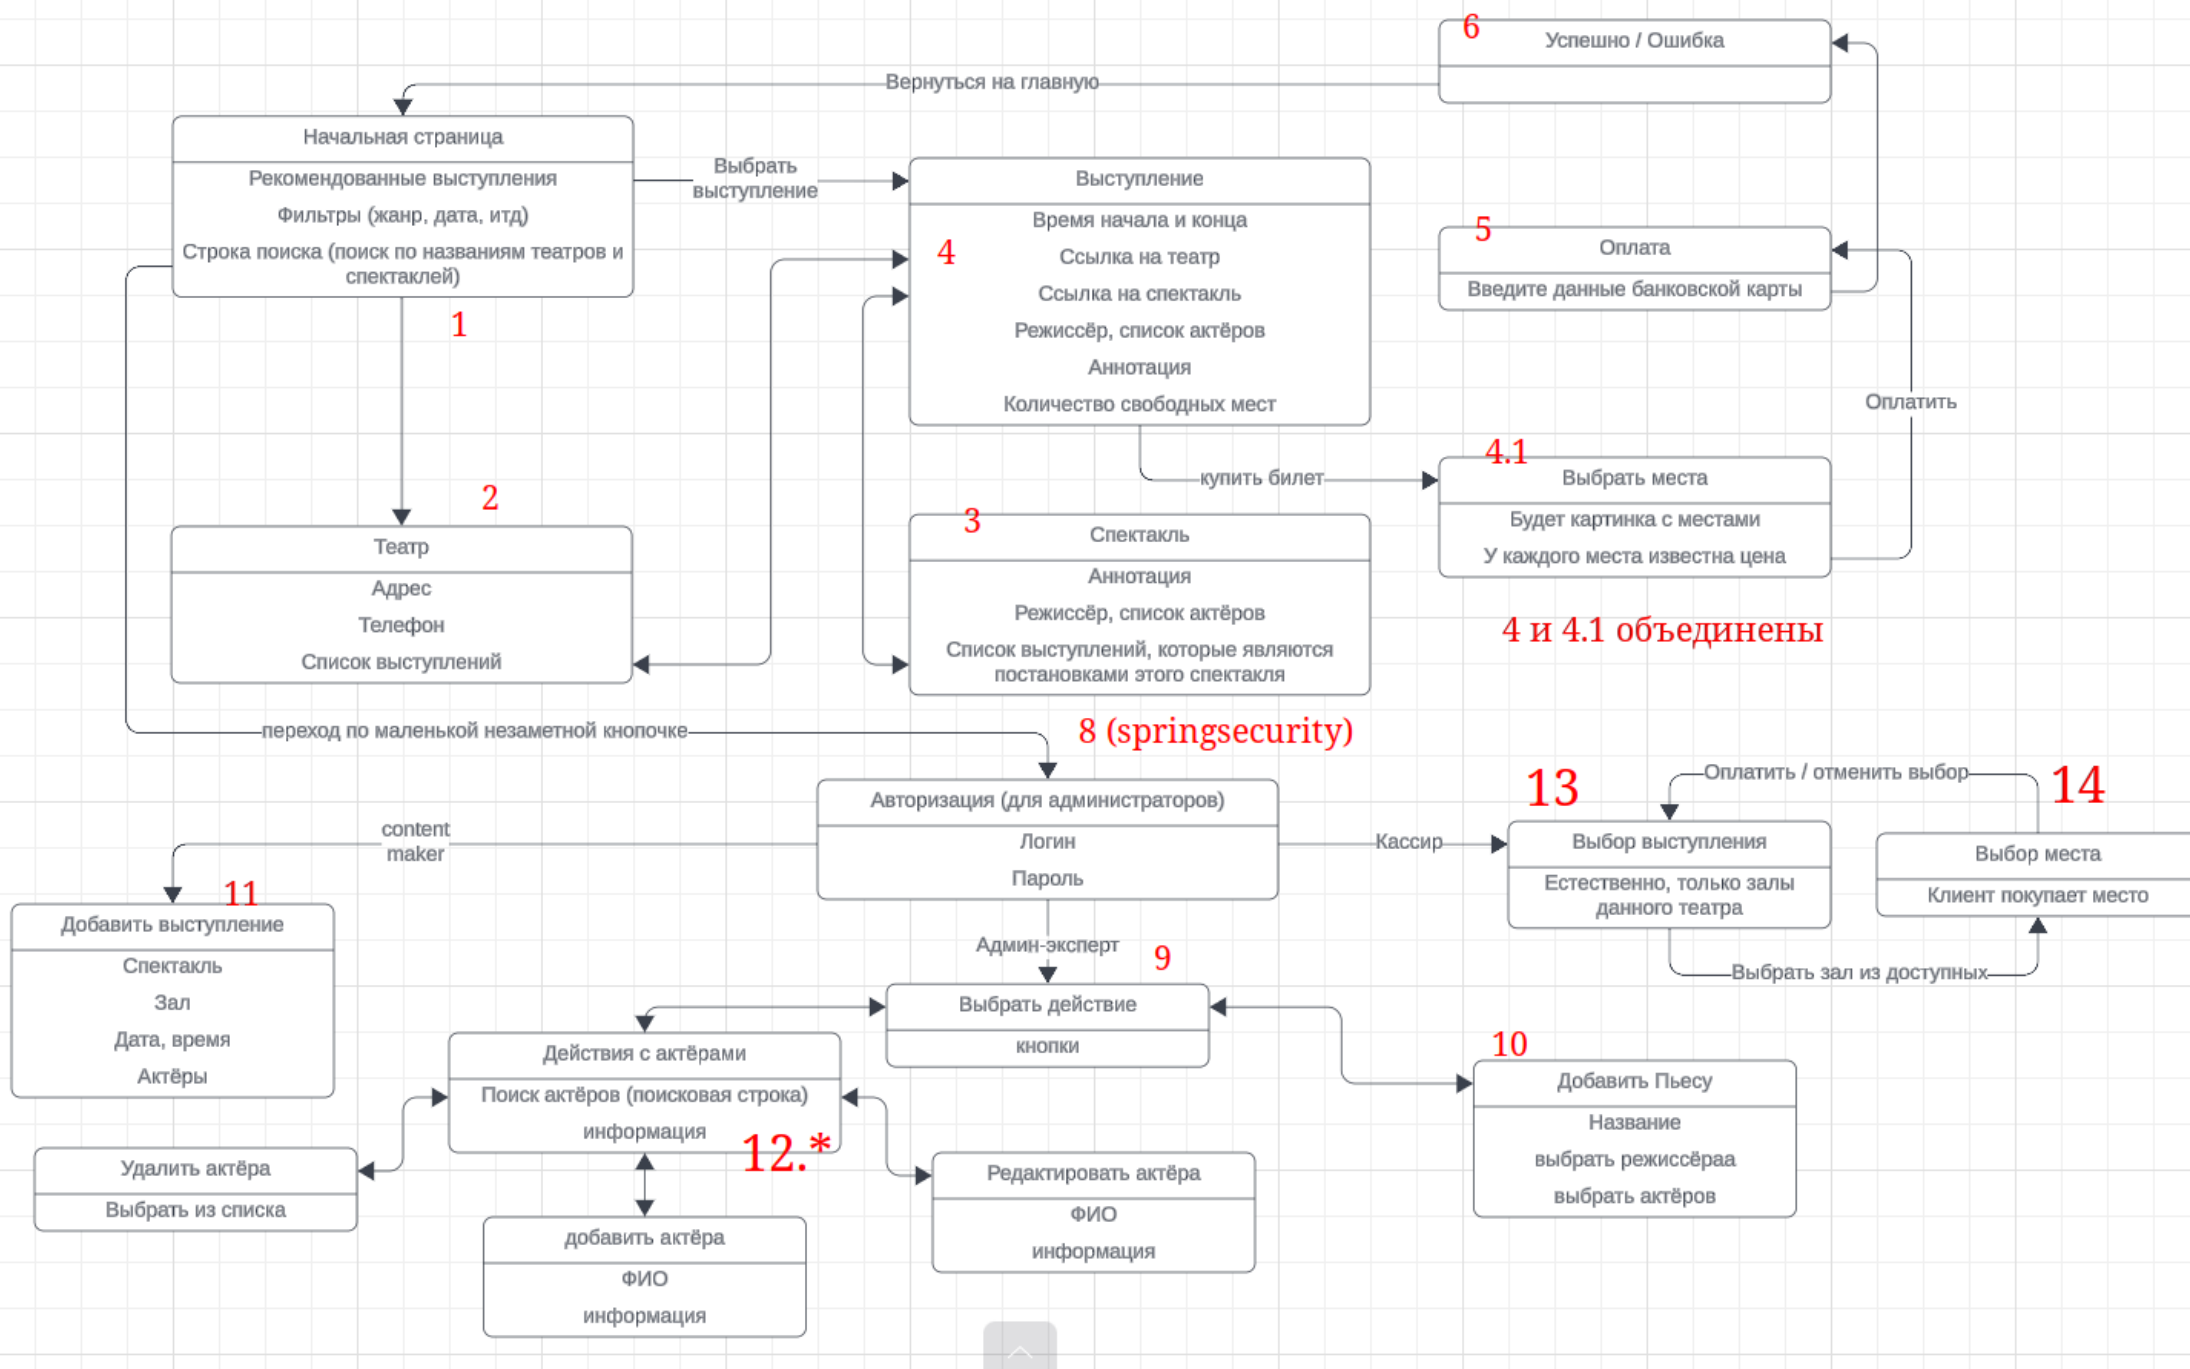 6
Успешно / Ошибка
Вернуться на главную
Начальная страница
Рекомендованные выступления
Фильтры (жанр, дата, итд)
Строка поиска (поиск по названиям театров и
спектаклей)
1
Выбрать
выступление
Выступление
Время начала и конца
4
Ссылка на театр
Ссылка на спектакль
Режиссёр, список актёров
Аннотация
Количество свободных мест
5
Оплата
Введите данные банковской карты
Оплатить
купить билет
4.1
Выбрать места
Будет картинка с местами
У каждого места известна цена
4 и 4.1 объединены
2
Театр
Адрес
Телефон
Список выступлений
3
Спектакль
Аннотация
Режиссёр, список актёров
Список выступлений, которые являются
постановками этого спектакля
переход по маленькой незаметной кнопочке
8 (springsecurity)
Авторизация (для администраторов)
Логин
Пароль
content
maker
Кассир
13
Оплатить / отменить выбор
14
Выбор выступления
Естественно, только залы
данного театра
Выбор места
Клиент покупает место
Выбрать зал из доступных
11
Добавить выступление
Спектакль
Зал
Дата, время
Актёры
Админ-эксперт
9
Выбрать действие
кнопки
Действия с актёрами
Поиск актёров (поисковая строка)
информация
12.*
10
Добавить Пьесу
Название
выбрать режиссёраа
выбрать актёров
Удалить актёра
Выбрать из списка
добавить актёра
ФИО
информация
Редактировать актёра
ФИО
информация